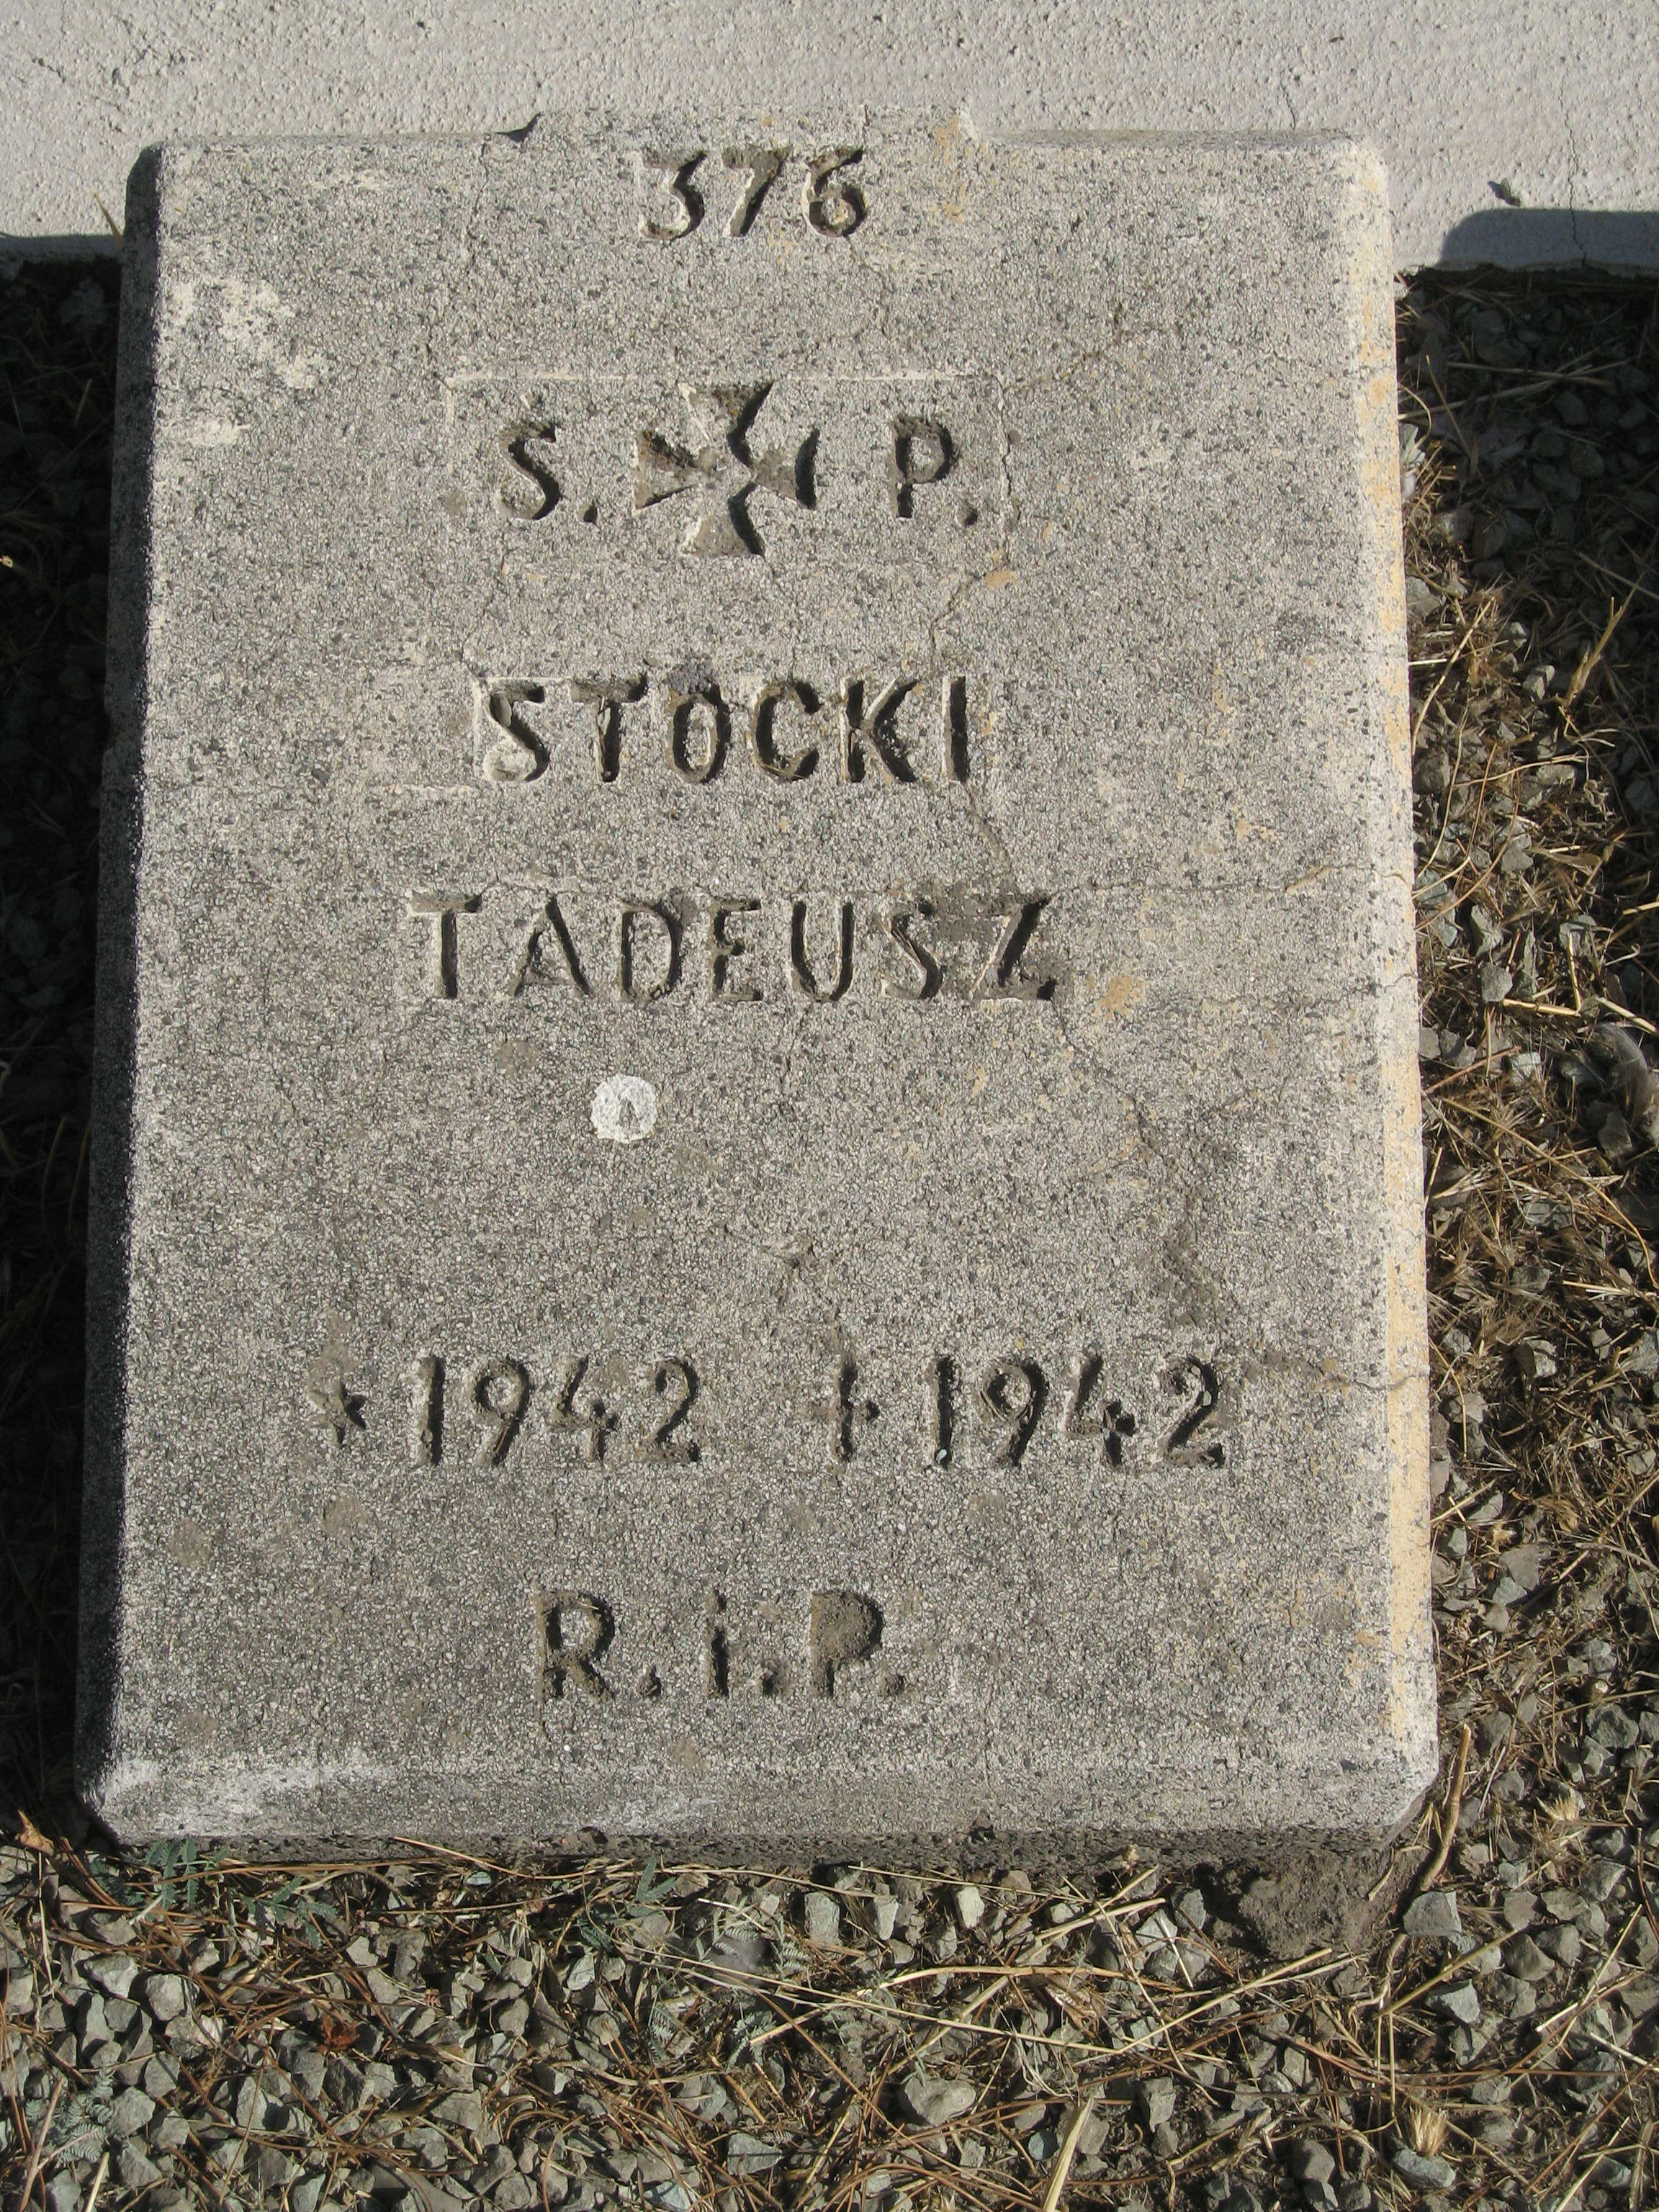 376
S. P.
STOCKI
TADEUSZ
1942 1942
R.i.P.